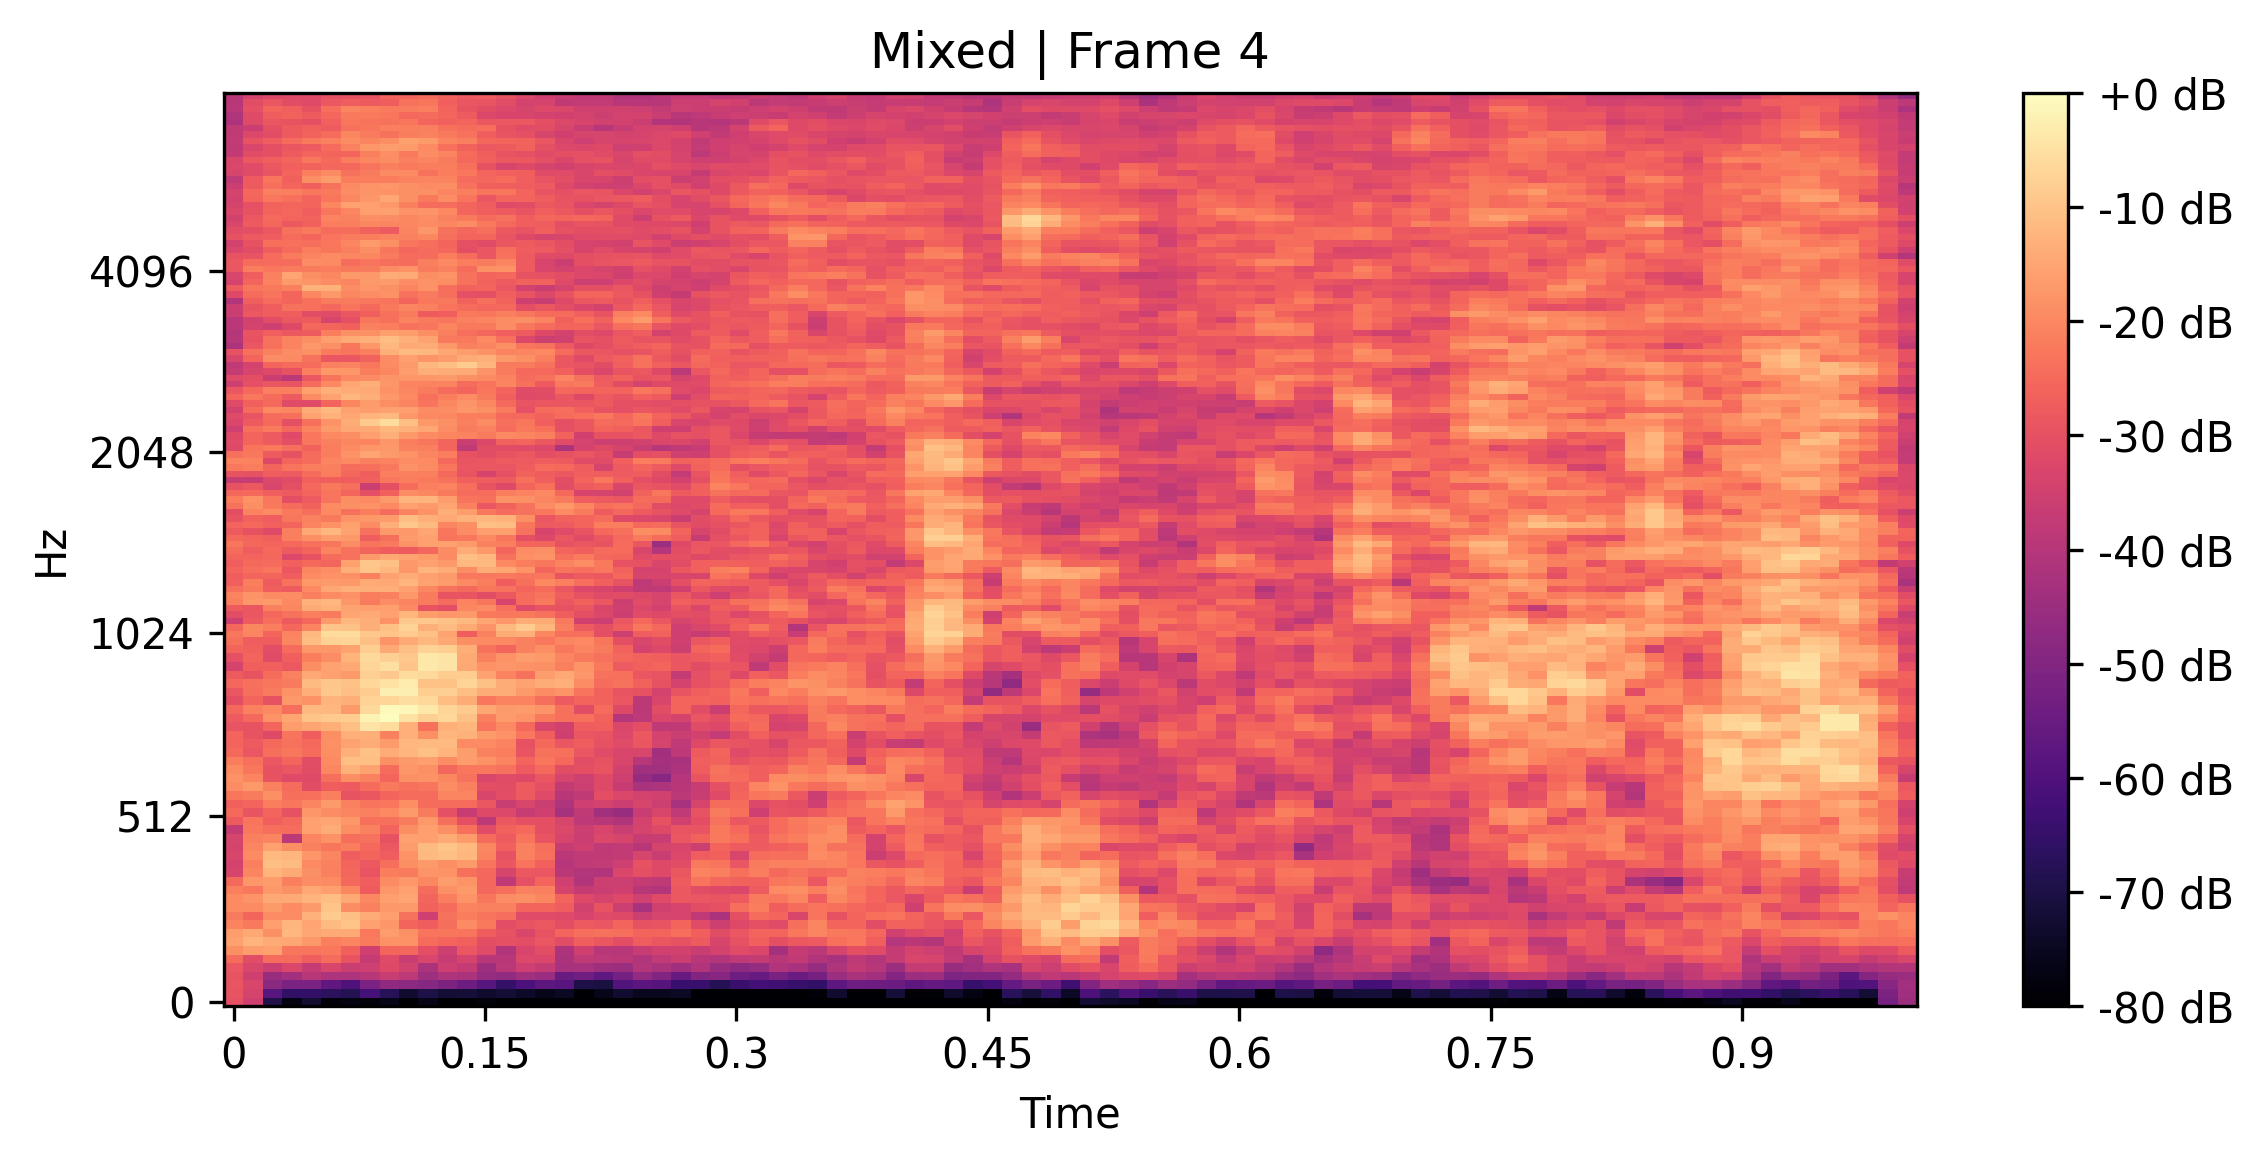 Mixed | Frame 4
Hz
4096
2048
1024
512
0
0 0.15 0.3 0.45 0.6 0.75 0.9
Time
+0 dB
-10 dB
-20 dB
-30 dB
-40 dB
-50 dB
-60 dB
-70 dB
-80 dB